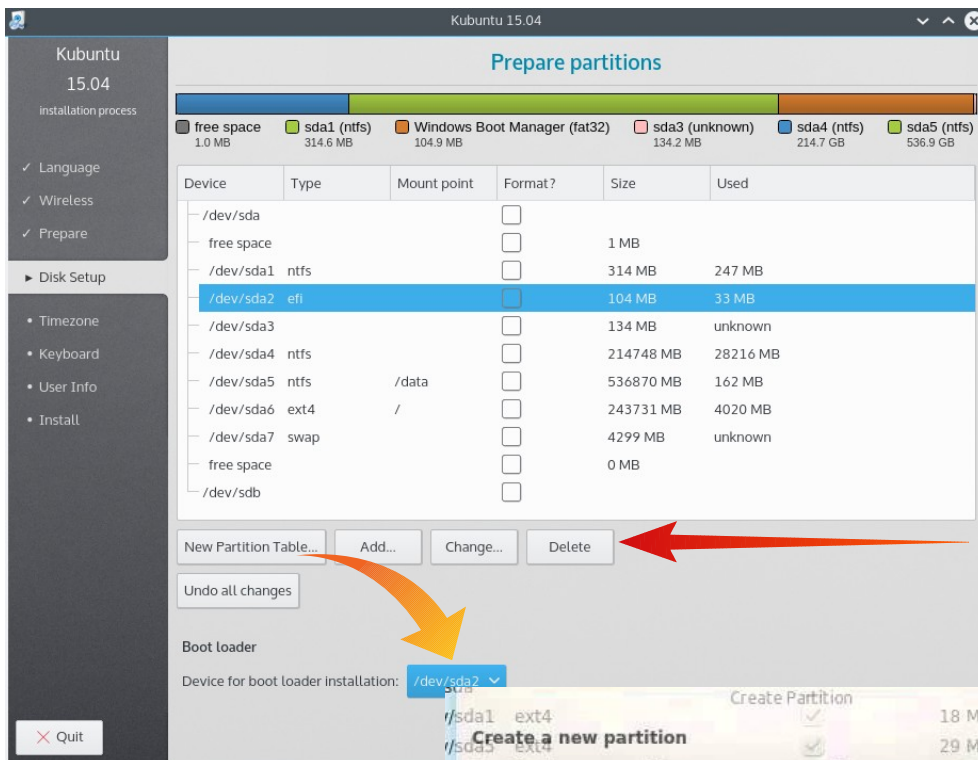 Kubuntu 15.04
Kubuntu
15.04
installation process
✓ Language
✓ Wireless
✓ Prepare
▸ Disk Setup
• Timezone
• Keyboard
• User Info
• Install
Quit
Prepare partitions
free space sda1 (ntfs) Windows Boot Manager (fat32) sda3 (unknown) sda4 (ntfs) sda5 (ntfs)
1.0 MB 314.6 MB 104.9 MB 134.2 MB 214.7 GB 536.9 GB
Device Type Mount point Format? Size Used
/dev/sda
free space 1 MB
/dev/sda1 ntfs 314 MB 247 MB
/dev/sda2 efi 104 MB 33 MB
/dev/sda3 134 MB unknown
/dev/sda4 ntfs 214748 MB 28216 MB
/dev/sda5 ntfs /data 536870 MB 162 MB
/dev/sda6 ext4 / 243731 MB 4020 MB
/dev/sda7 swap 4299 MB unknown
free space 0 MB
/dev/sdb
New Partition Table... Add... Change... Delete
Undo all changes
Boot loader
Device for boot loader installation: /dev/sda2
Create Partition
/sda1 ext4 18 M
Create a new partition
/sda5 ext4 29 M